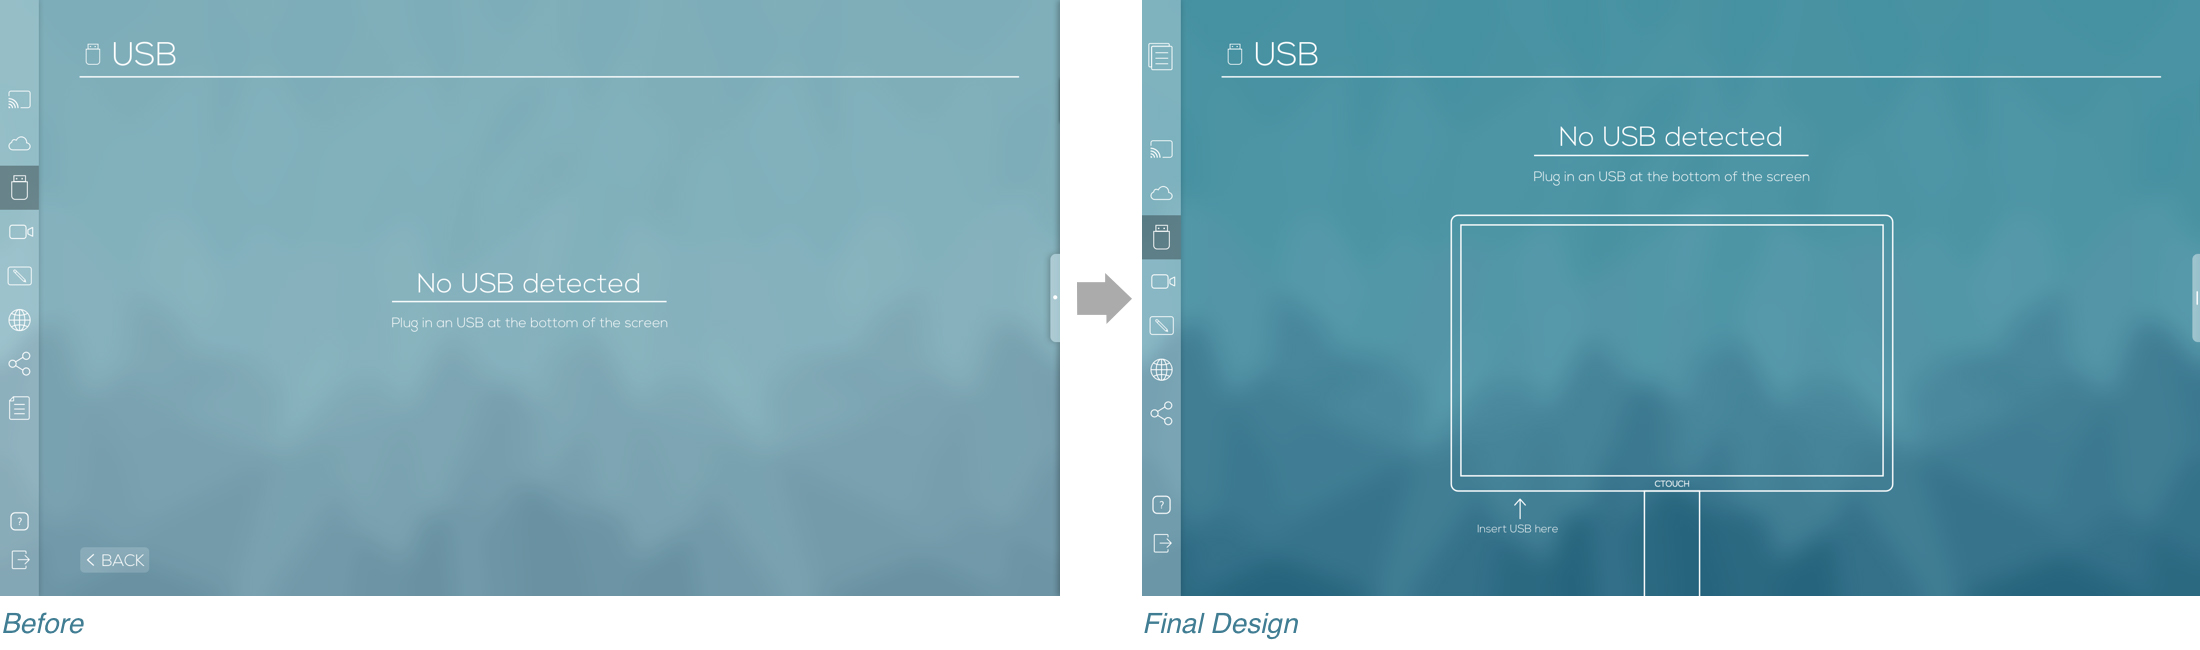 USB
No USB detected
Plug in an USB at the bottom of the screen
?
< BACK
Before
USB
No USB detected
Plug in an USB at the bottom of the screen
CTOUCH
Insert USB here
?
Final Design